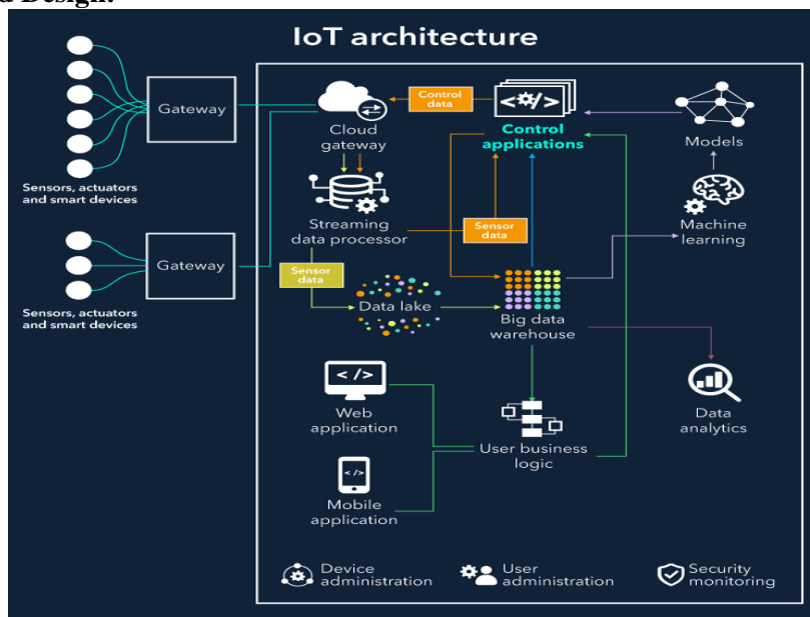 d Design:
IoT architecture
Gateway
Sensors, actuators
and smart devices
Gateway
Sensors, actuators
and smart devices
Cloud
gateway
Control
data
</>
Control
applications
Models
Streaming
data processor
Sensor
data
Machine
learning
Sensor
data
Data lake
Big data
warehouse
</>
Web
application
User business
logic
Data
analytics
</>
Mobile
application
Device
administration
User
administration
Security
monitoring